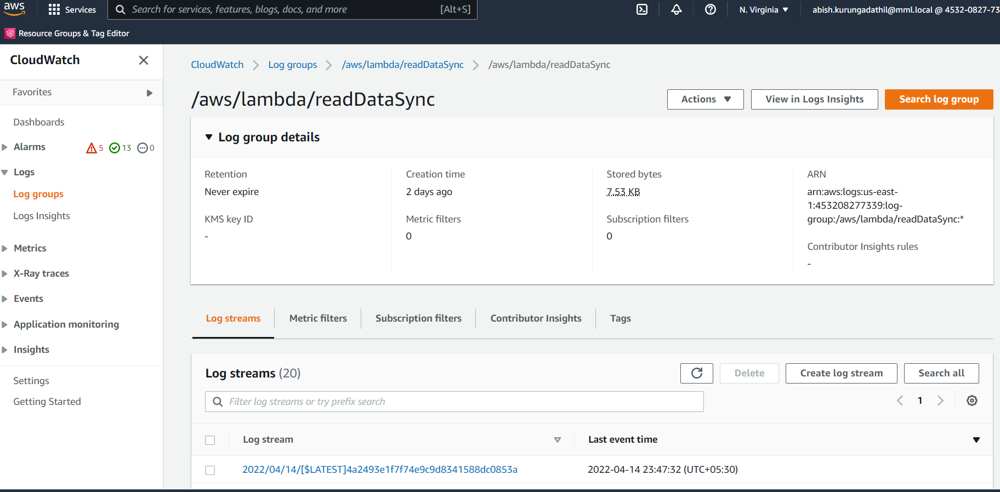 aws
Services
Search for services, features, blogs, docs, and more [Alt+S]
N. Virginia
abish.kurungadathil@mml.local @ 4532-0827-73
Resource Groups & Tag Editor
CloudWatch
Favorites
Dashboards
Alarms 5 13 0
Logs
Log groups
Logs Insights
Metrics
X-Ray traces
Events
Application monitoring
Insights
Settings
Getting Started
CloudWatch Log groups /aws/lambda/readDataSync /aws/lambda/readDataSync
/aws/lambda/readDataSync
Actions
View in Logs Insights
Search log group
Log group details
Retention
Never expire
KMS key ID
-
Creation time
2 days ago
Metric filters
0
Stored bytes
7.53 KB
Subscription filters
0
ARN
arn:aws:logs:us-east-
1:453208277339:log-
group:/aws/lambda/readDataSync:*
Contributor Insights rules
-
Log streams Metric filters Subscription filters Contributor Insights Tags
Log streams (20)
Delete
Create log stream
Search all
Filter log streams or try prefix search
1
Log stream Last event time
2022/04/14/[$LATEST]4a2493e1f7f74e9c9d8341588dc0853a 2022-04-14 23:47:32 (UTC+05:30)